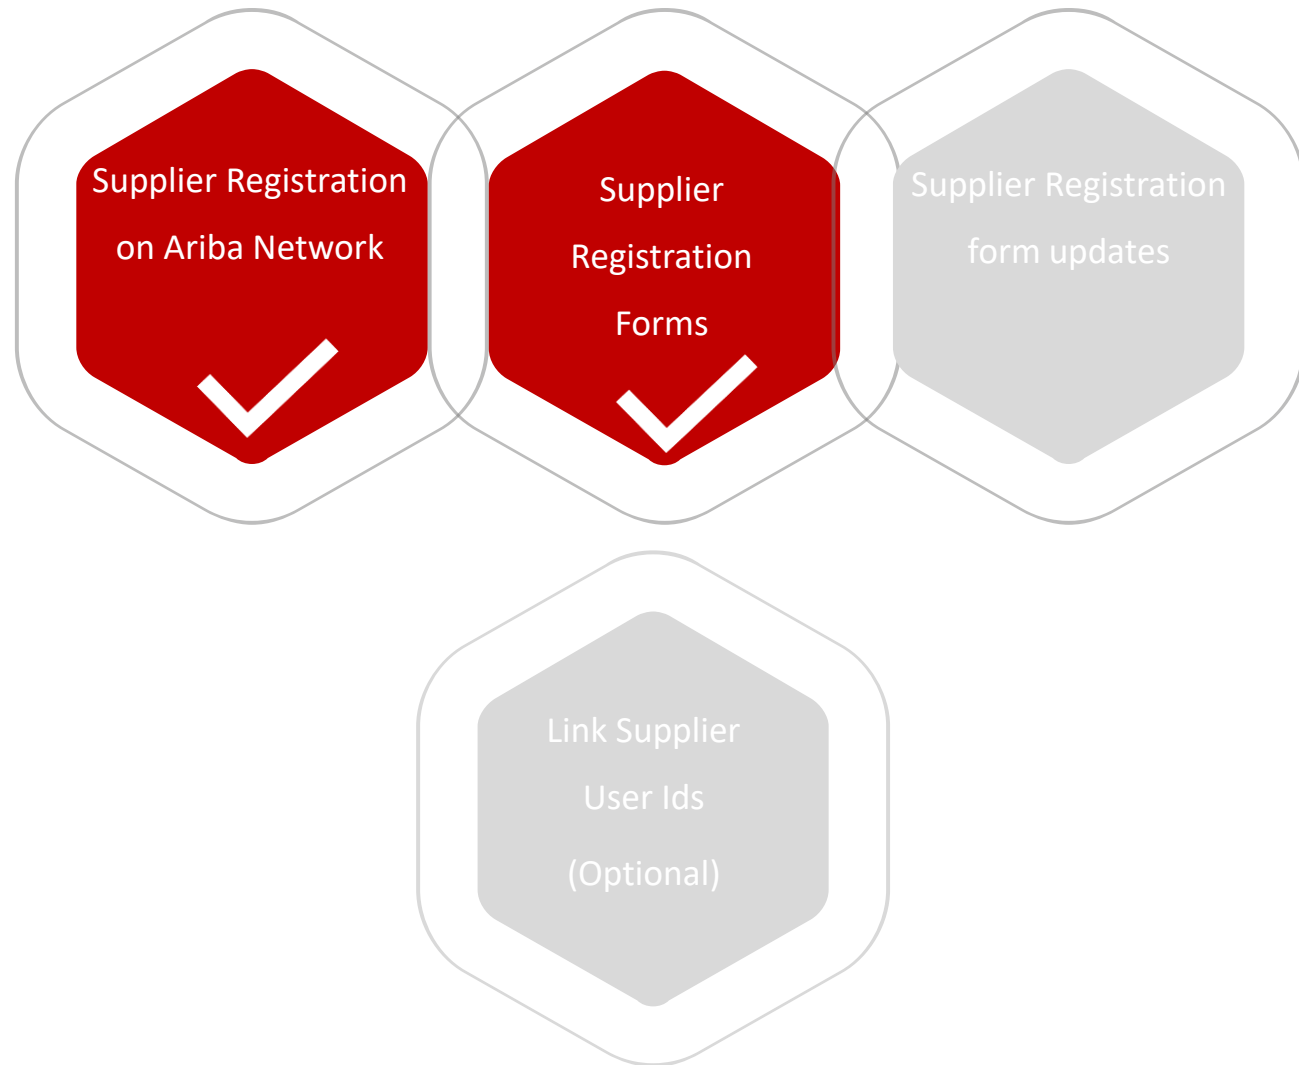 Supplier Registration
on Ariba Network
Supplier
Registration
Forms
Supplier Registration
form updates
Link Supplier
User Ids
(Optional)